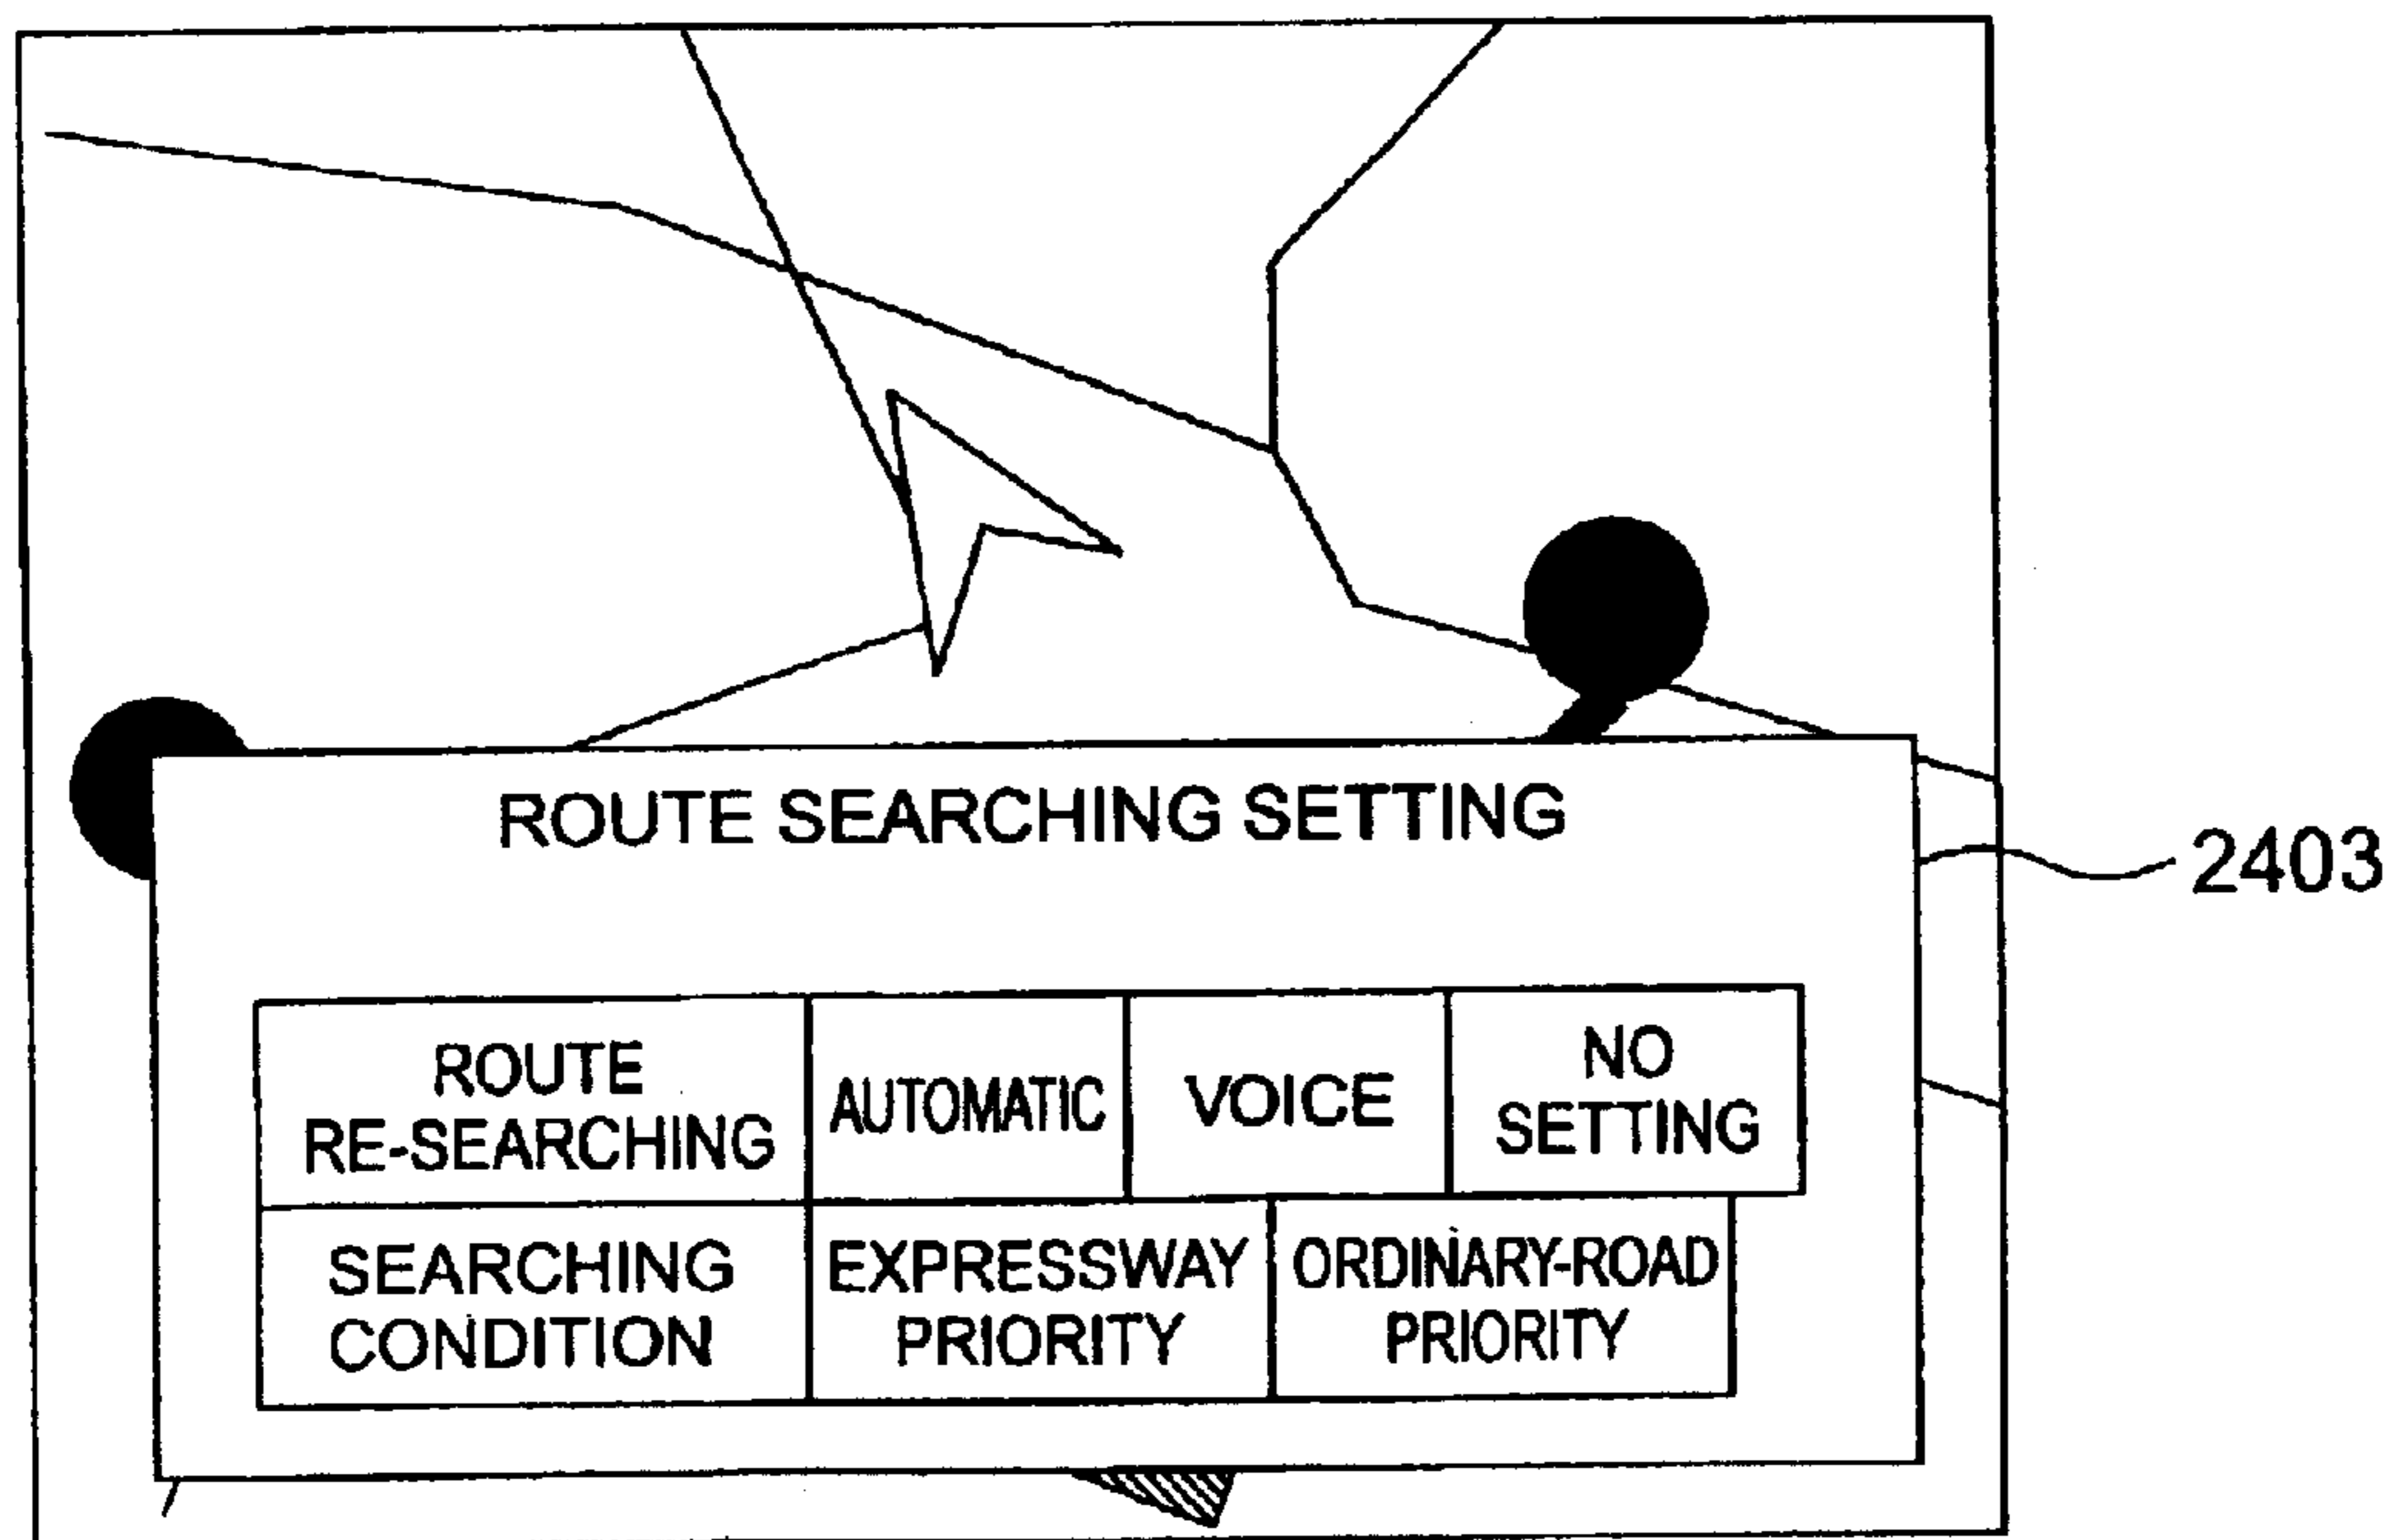 ROUTE SEARCHING SETTING
2403
ROUTE
RE-SEARCHING
AUTOMATIC
VOICE
NO
SETTING
SEARCHING
CONDITION
EXPRESSWAY
PRIORITY
ORDINARY-ROAD
PRIORITY